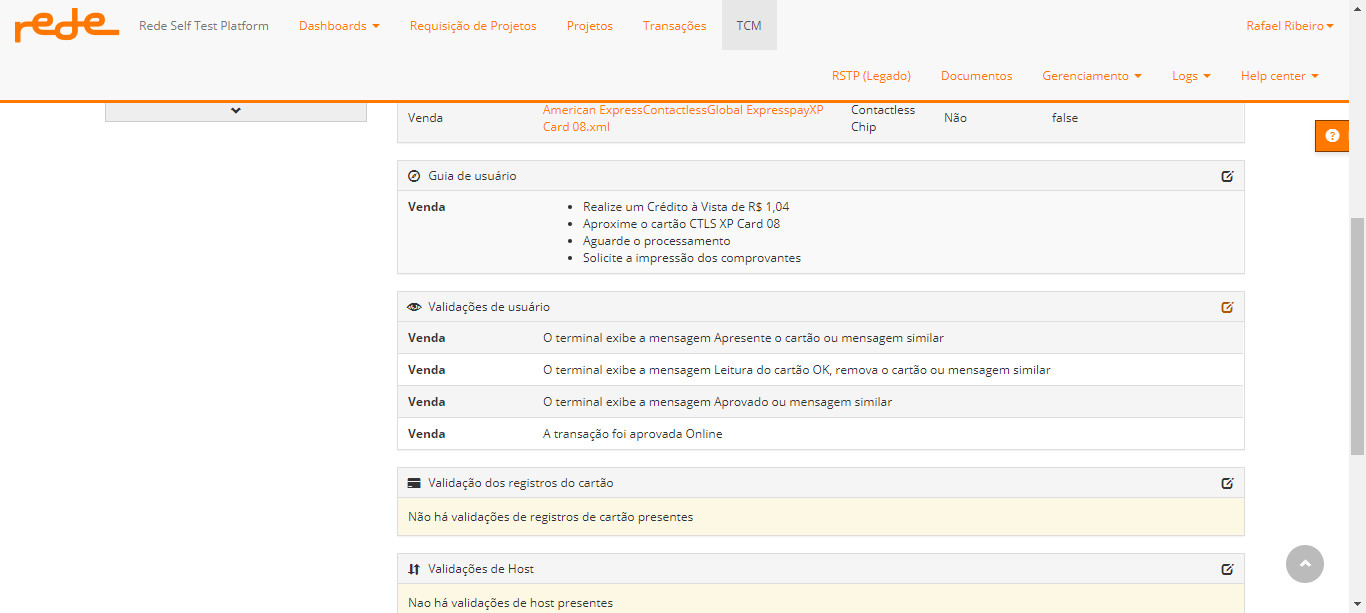 rede
Rede Self Test Platform Dashboards Requisição de Projetos Projetos Transações TCM Rafael Ribeiro
RSTP (Legado) Documentos Gerenciamento Logs Help center
Venda American ExpressContactlessGlobal ExpresspayXP Contactless Não false
Card 08.xml Chip
Guia de usuário
Venda • Realize um Crédito à Vista de R$ 1,04
• Aproxime o cartão CTLS XP Card 08
• Aguarde o processamento
• Solicite a impressão dos comprovantes
Validações de usuário
Venda O terminal exibe a mensagem Apresente o cartão ou mensagem similar
Venda O terminal exibe a mensagem Leitura do cartão OK, remova o cartão ou mensagem similar
Venda O terminal exibe a mensagem Aprovado ou mensagem similar
Venda A transação foi aprovada Online
Validação dos registros do cartão
Não há validações de registros de cartão presentes
Validações de Host
Nao há validações de host presentes